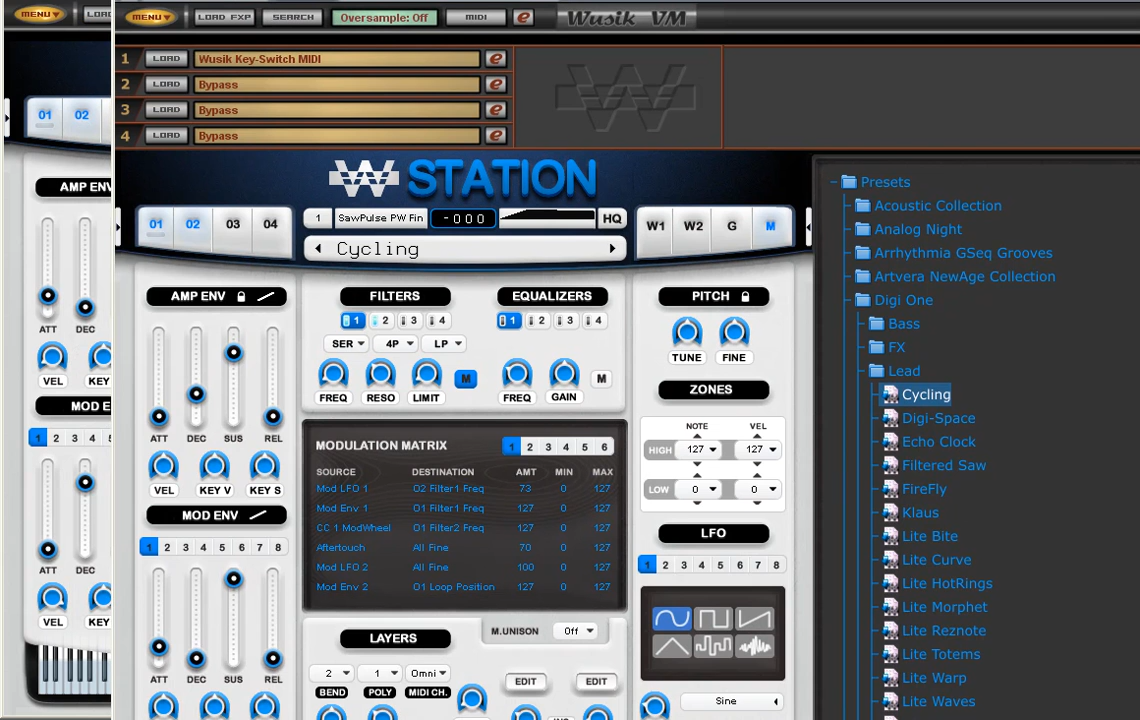 MENU LOAD
MENU LOAD FXP SEARCH Oversample: Off MIDI e Wusik VM
1 LOAD Wusik Key-Switch MIDI e
2 LOAD Bypass e
3 LOAD Bypass e
4 LOAD Bypass e
STATION
01 02
01 02 03 04
1 SawPulse PW Fin -000 HQ
Cycling
W1 W2 G M
AMP ENV
ATT DEC
VEL KEY
MOD E
1 2 3 4
ATT DEC
VEL KEY
AMP ENV
ATT DEC SUS REL
VEL KEY V KEY S
MOD ENV
1 2 3 4 5 6 7 8
ATT DEC SUS REL
FILTERS
1 2 3 4
SER 4P LP
FREQ RESO LIMIT M
EQUALIZERS
1 2 3 4
FREQ GAIN M
MODULATION MATRIX 1 2 3 4 5 6
SOURCE DESTINATION AMT MIN MAX
Mod LFO 1 O2 Filter1 Freq 73 0 127
Mod Env 1 O1 Filter1 Freq 127 0 127
CC 1 ModWheel O1 Filter2 Freq 127 0 127
Aftertouch All Fine 70 0 127
Mod LFO 2 All Fine 100 0 127
Mod Env 2 O1 Loop Position 127 0 127
LAYERS
M.UNISON Off
2 1 Omni
BEND POLY MIDI CH.
EDIT EDIT
PITCH
TUNE FINE
ZONES
NOTE VEL
HIGH 127 127
LOW 0 0
LFO
1 2 3 4 5 6 7 8
Sine
Presets
Acoustic Collection
Analog Night
Arrhythmia GSeq Grooves
Artvera NewAge Collection
Digi One
Bass
FX
Lead
Cycling
Digi-Space
Echo Clock
Filtered Saw
FireFly
Klaus
Lite Bite
Lite Curve
Lite HotRings
Lite Morphet
Lite Reznote
Lite Totems
Lite Warp
Lite Waves